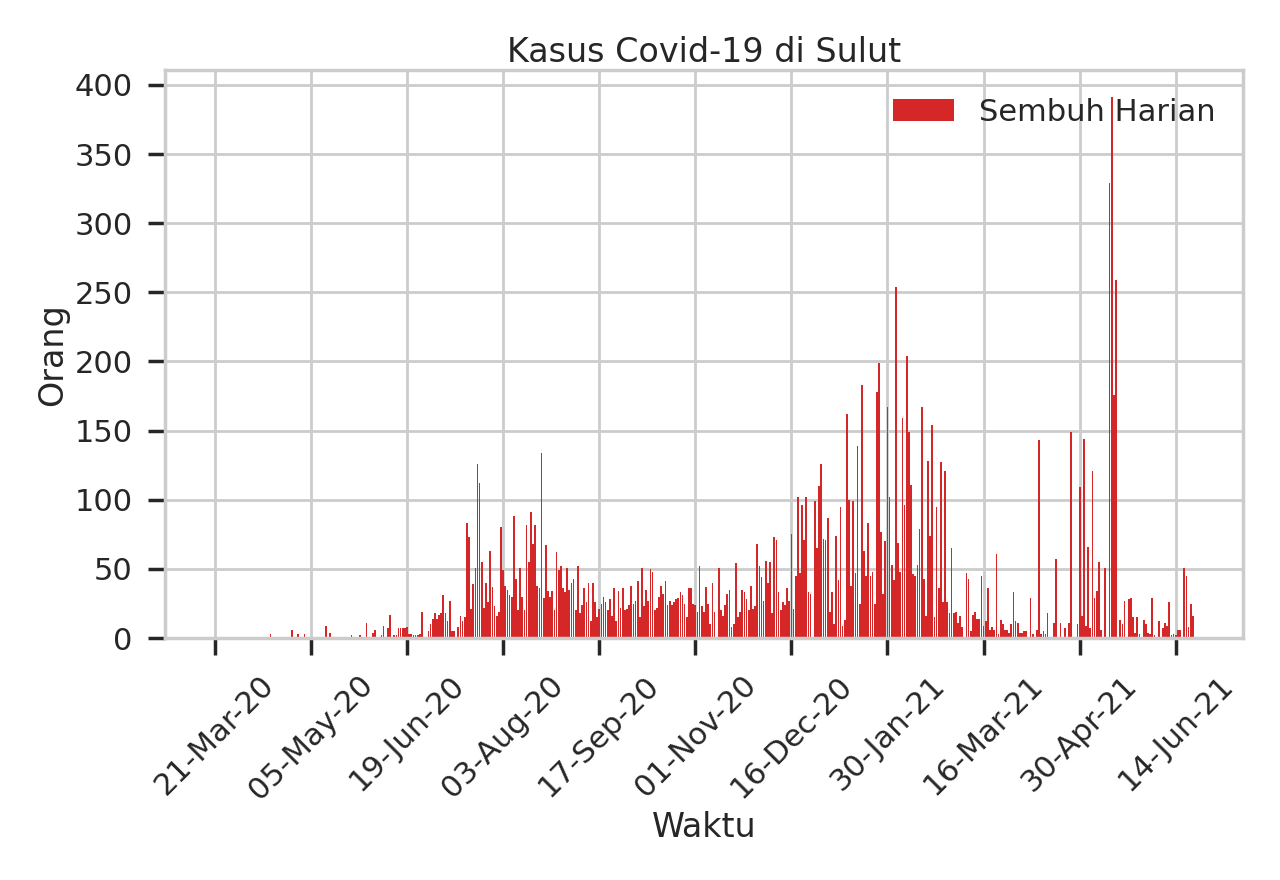 Kasus Covid-19 di Sulut
Sembuh Harian
Orang
400
350
300
250
200
150
100
50
0
21-Mar-20
05-May-20
19-Jun-20
03-Aug-20
17-Sep-20
01-Nov-20
16-Dec-20
30-Jan-21
16-Mar-21
30-Apr-21
14-Jun-21
Waktu